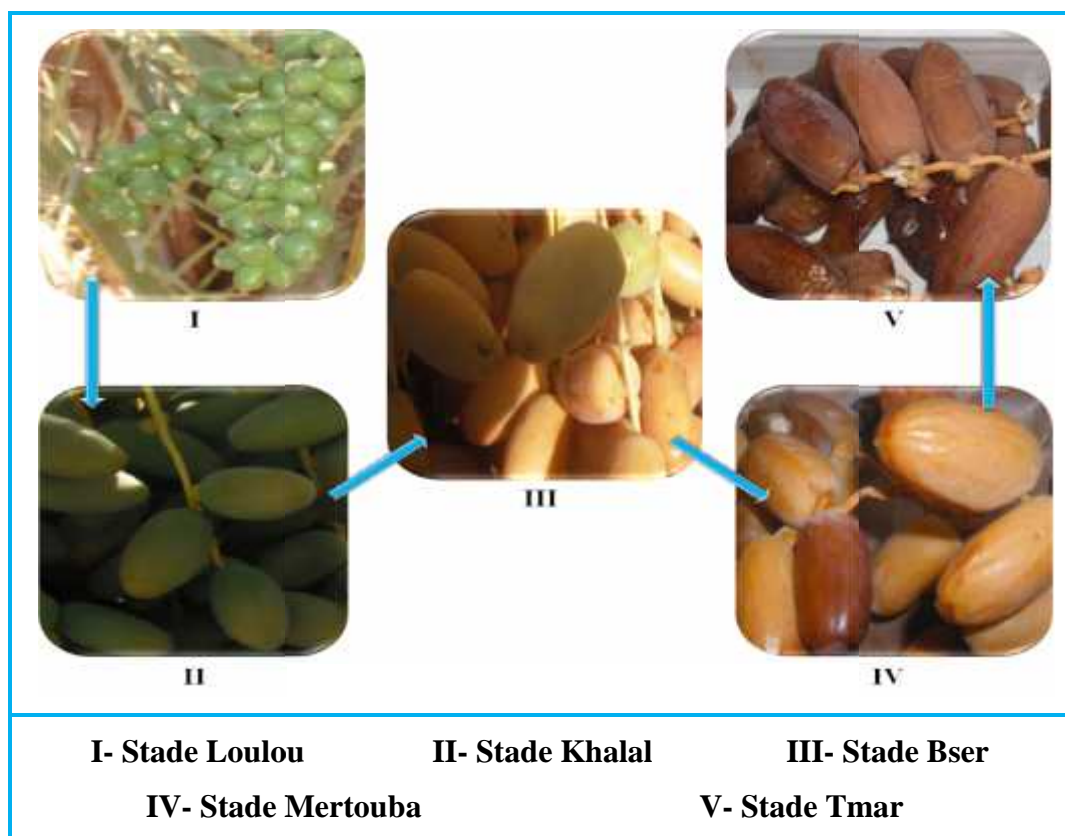 I
V
III
II
IV
I- Stade Loulou II- Stade Khalal III- Stade Bser
IV- Stade Mertouba V- Stade Tmar